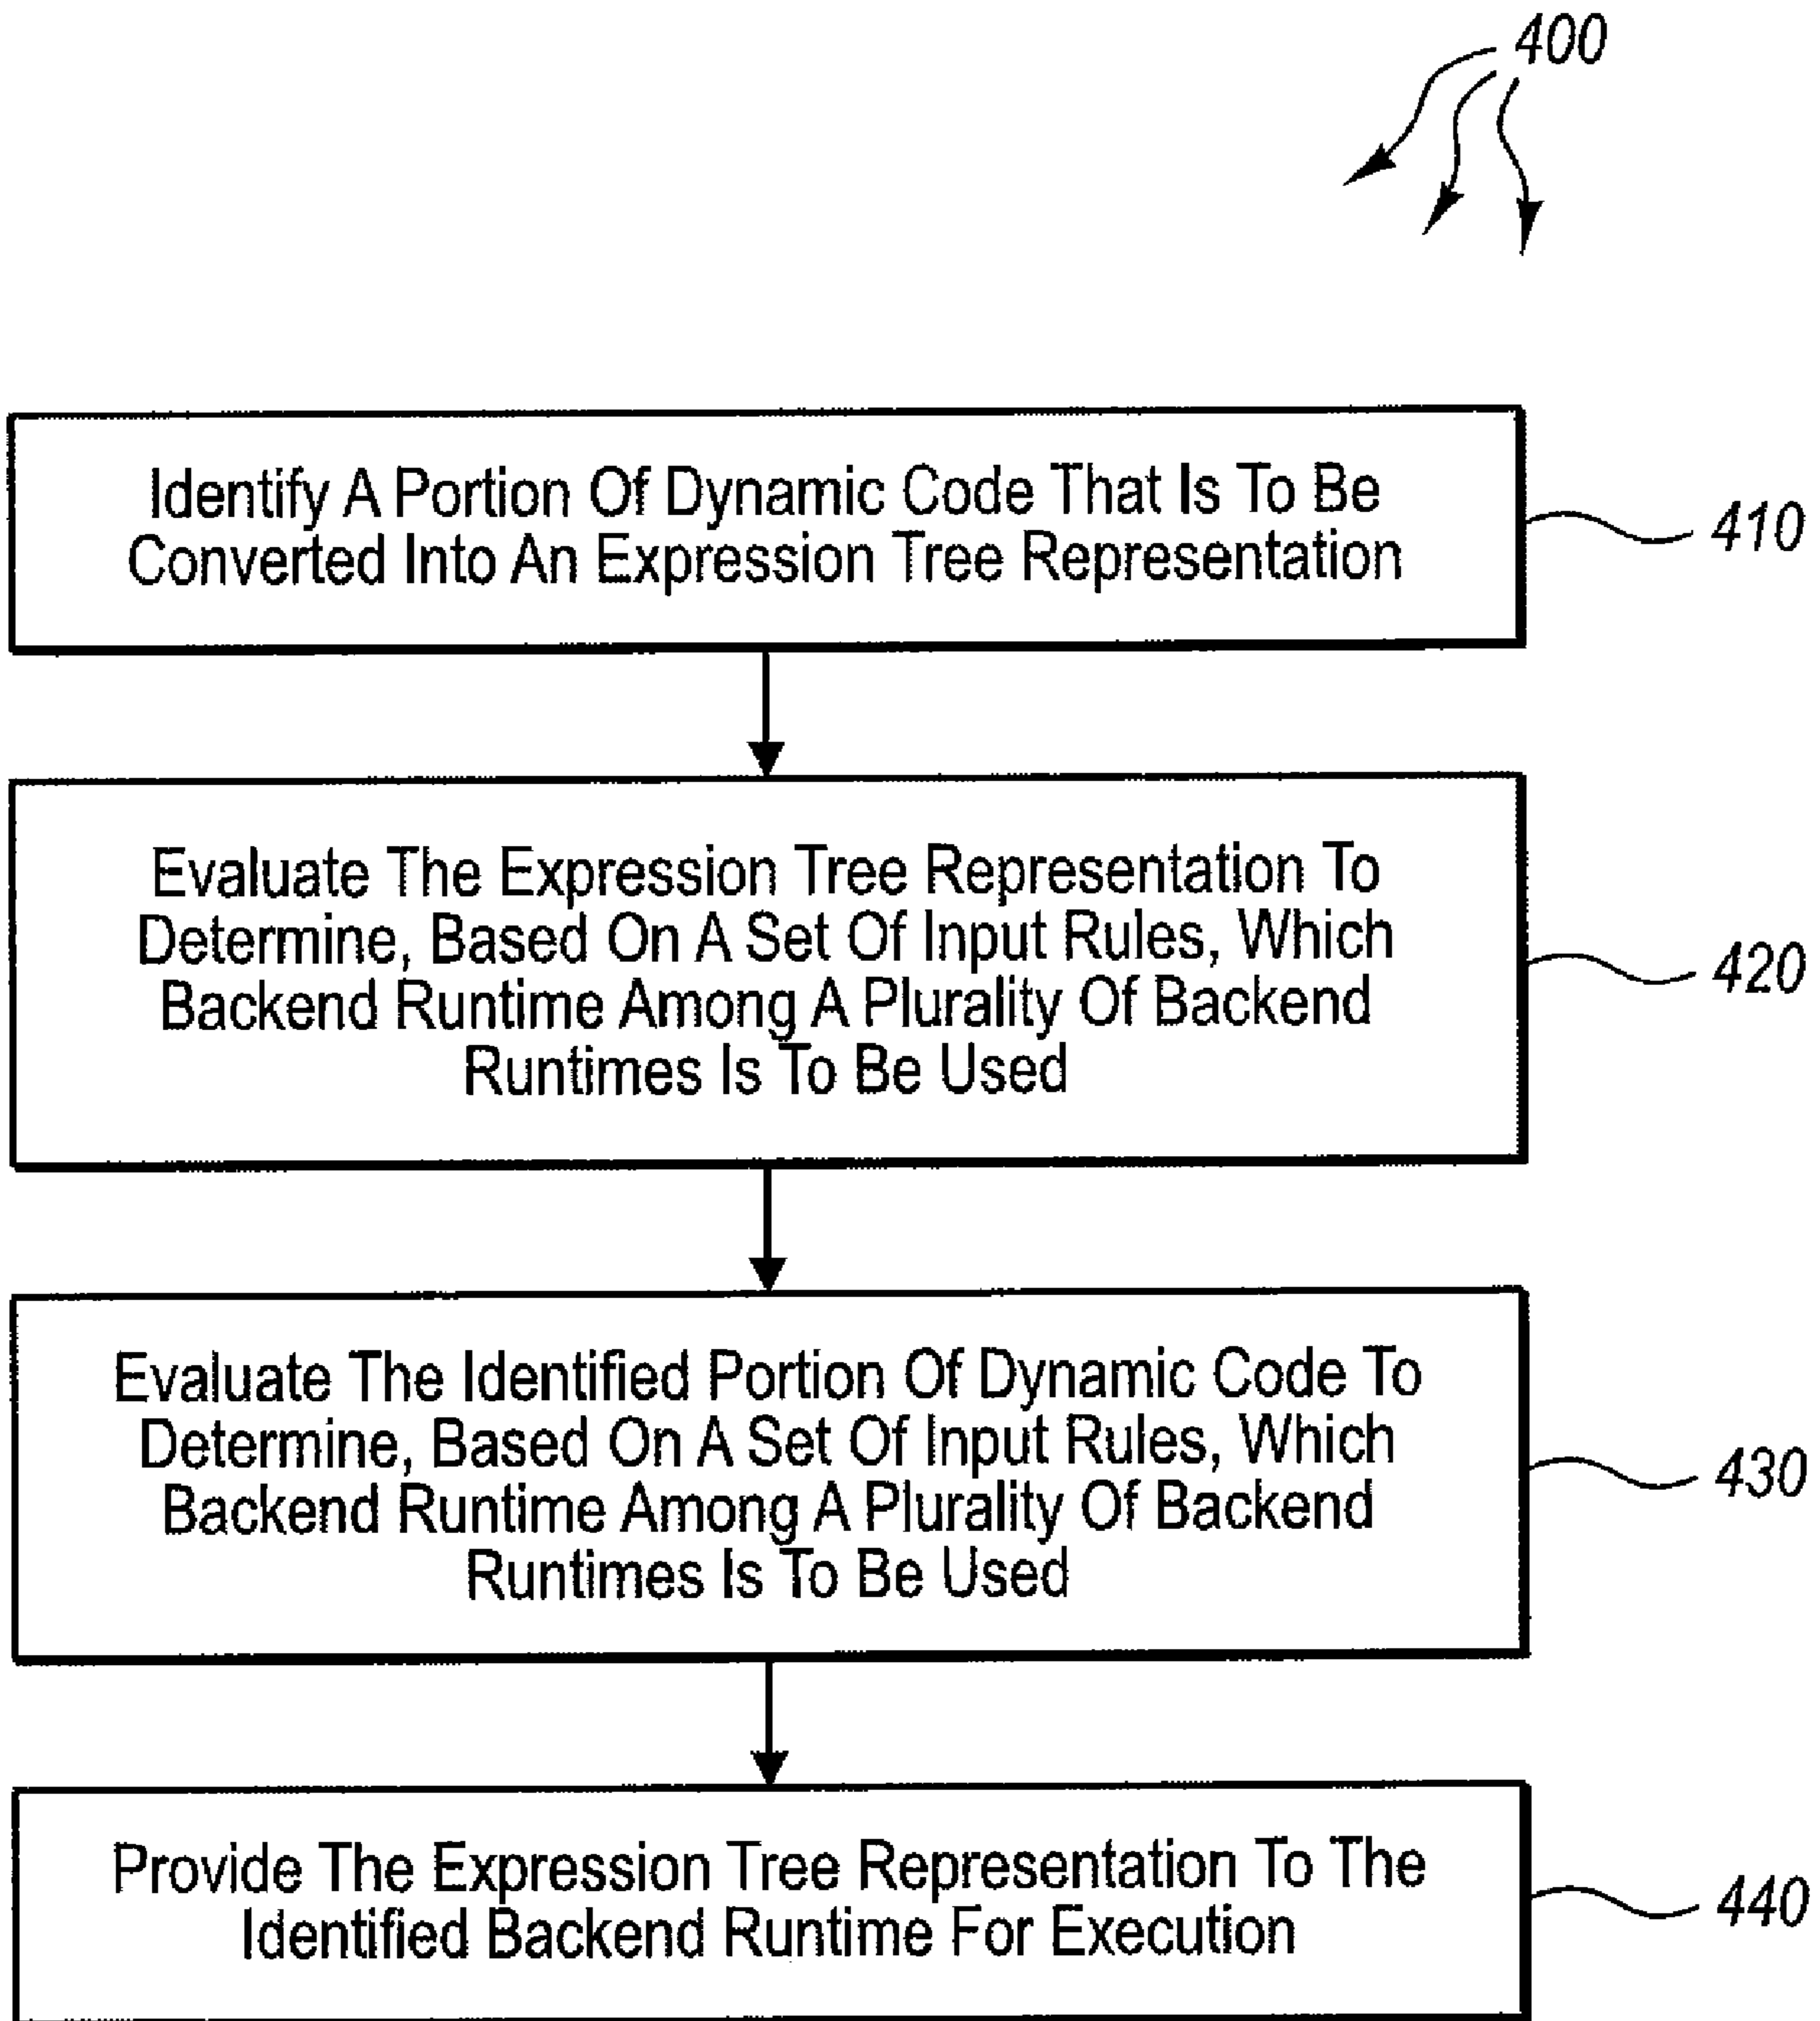 400
Identify A Portion Of Dynamic Code That Is To Be
Converted Into An Expression Tree Representation
410
Evaluate The Expression Tree Representation To
Determine, Based On A Set Of Input Rules, Which
Backend Runtime Among A Plurality Of Backend
Runtimes Is To Be Used
420
Evaluate The Identified Portion Of Dynamic Code To
Determine, Based On A Set Of Input Rules, Which
Backend Runtime Among A Plurality Of Backend
Runtimes Is To Be Used
430
Provide The Expression Tree Representation To The
Identified Backend Runtime For Execution
440